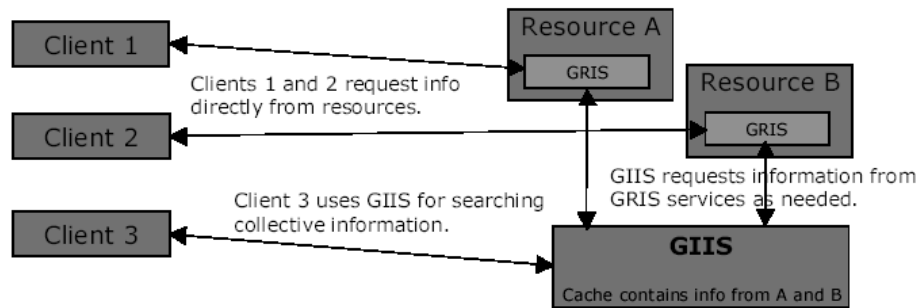 Client 1
Resource A
GRIS
Clients 1 and 2 request info
directly from resources.
Resource B
GRIS
Client 2
GIIS requests information from
GRIS services as needed.
Client 3 uses GIIS for searching
collective information.
Client 3
GIIS
Cache contains info from A and B